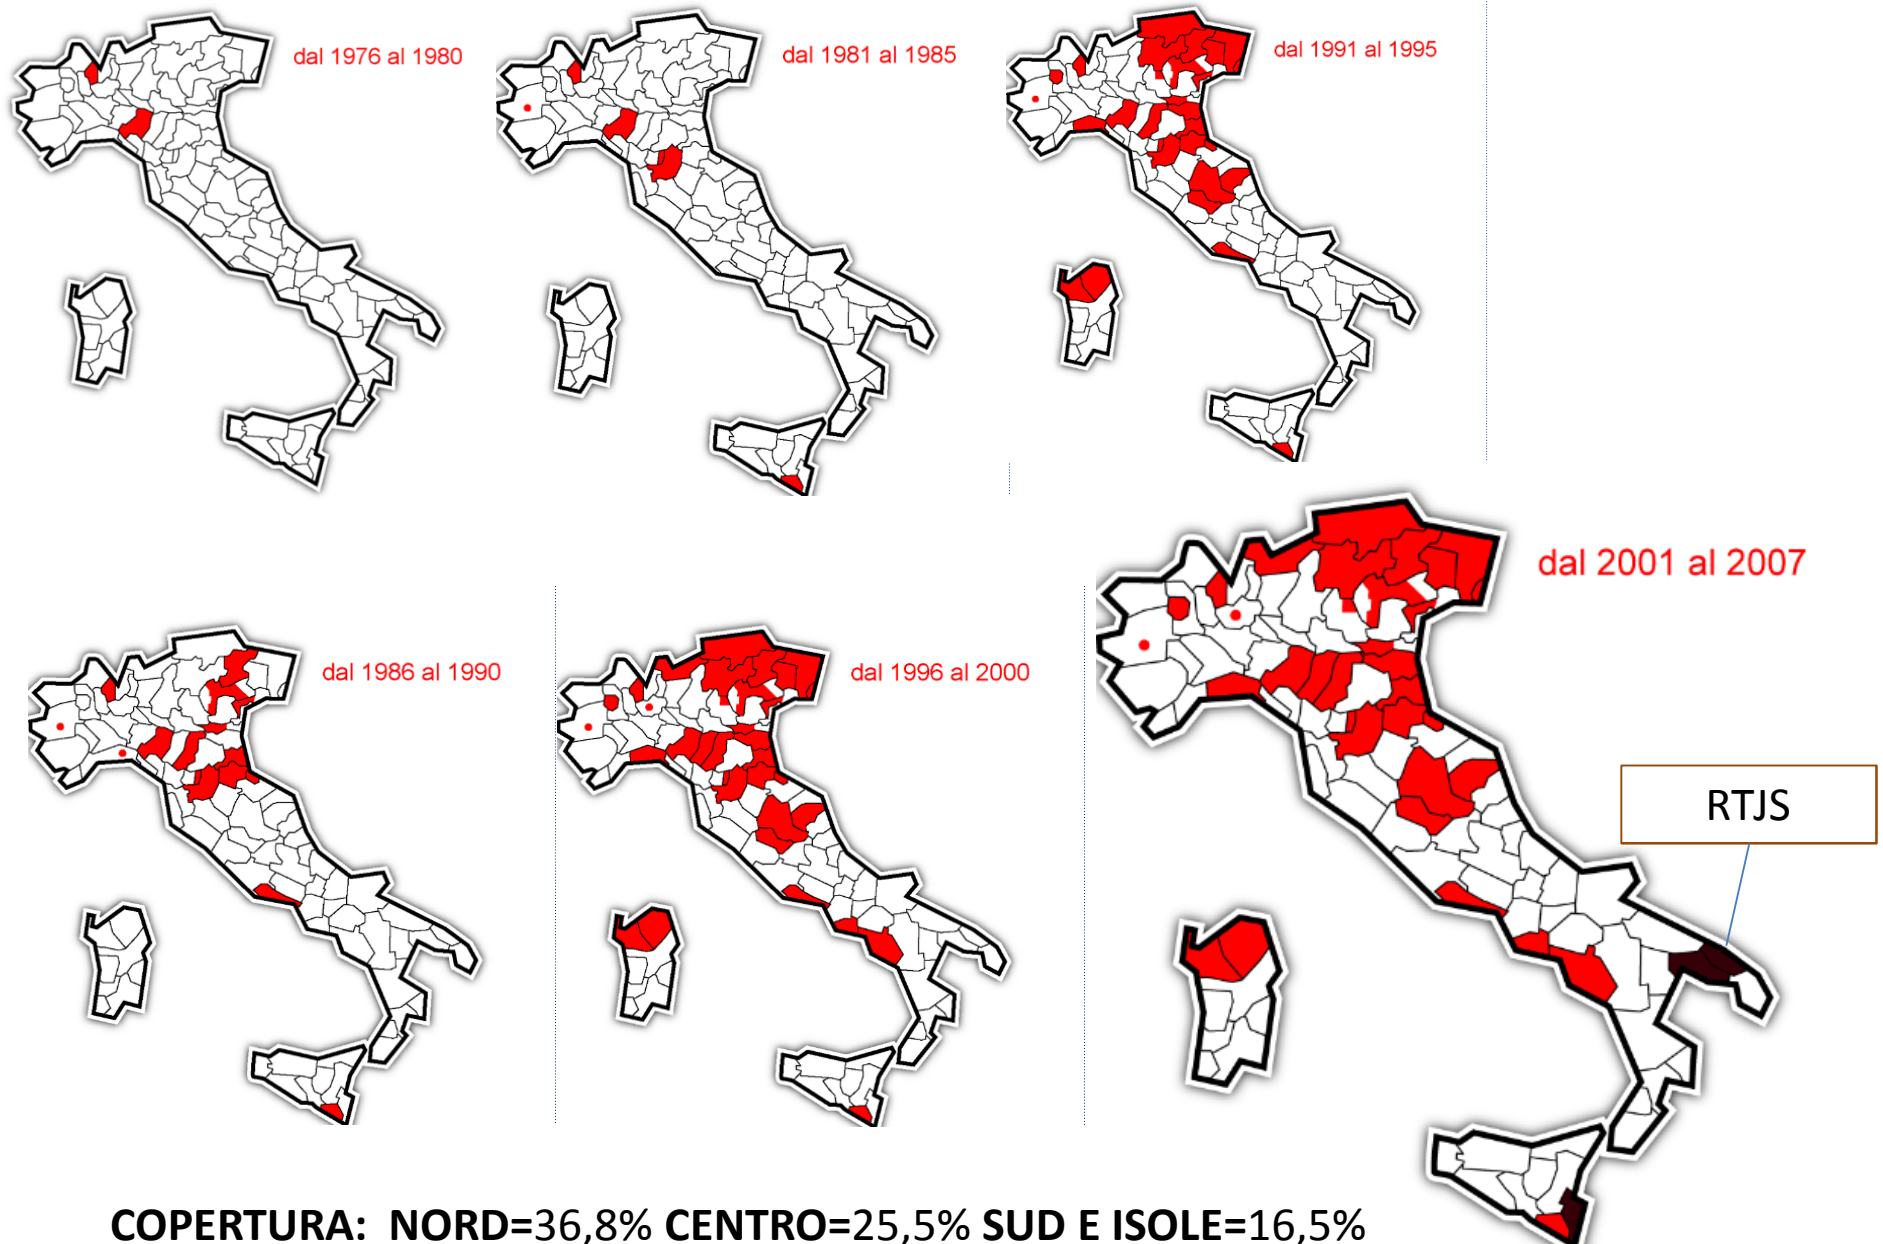 dal 1976 al 1980
dal 1981 al 1985
dal 1991 al 1995
dal 1986 al 1990
dal 1996 al 2000
dal 2001 al 2007
RTJS
COPERTURA: NORD=36,8% CENTRO=25,5% SUD E ISOLE=16,5%